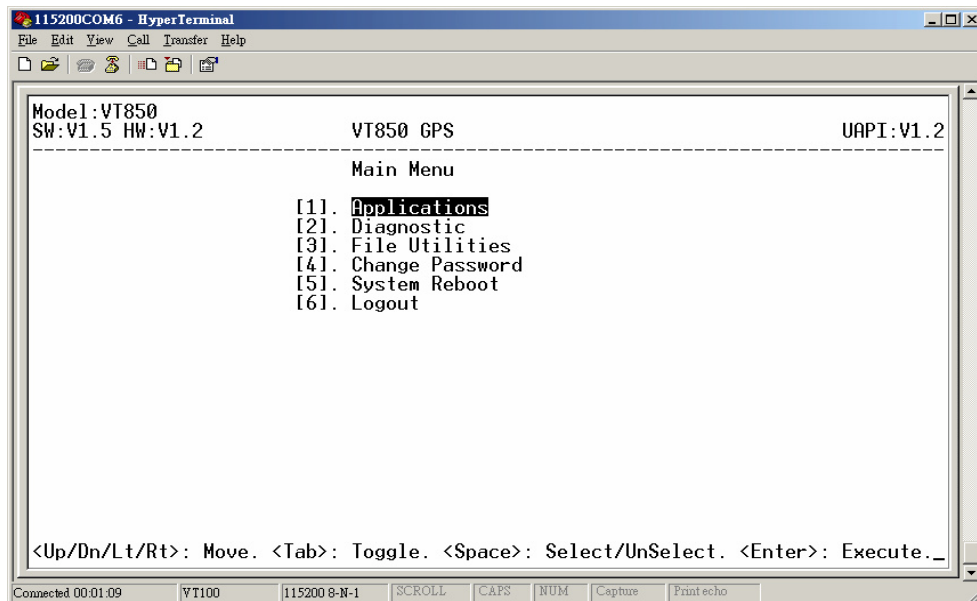 115200COM6 - HyperTerminal
File Edit View Call Transfer Help
Model:VT850
SW:V1.5 HW:V1.2 VT850 GPS UAPI:V1.2
--------------------------------------------------------------------------------
Main Menu
[1]. Applications
[2]. Diagnostic
[3]. File Utilities
[4]. Change Password
[5]. System Reboot
[6]. Logout
<Up/Dn/Lt/Rt>: Move. <Tab>: Toggle. <Space>: Select/UnSelect. <Enter>: Execute._
Connected 00:01:09 VT100 115200 8-N-1 SCROLL CAPS NUM Capture Print echo